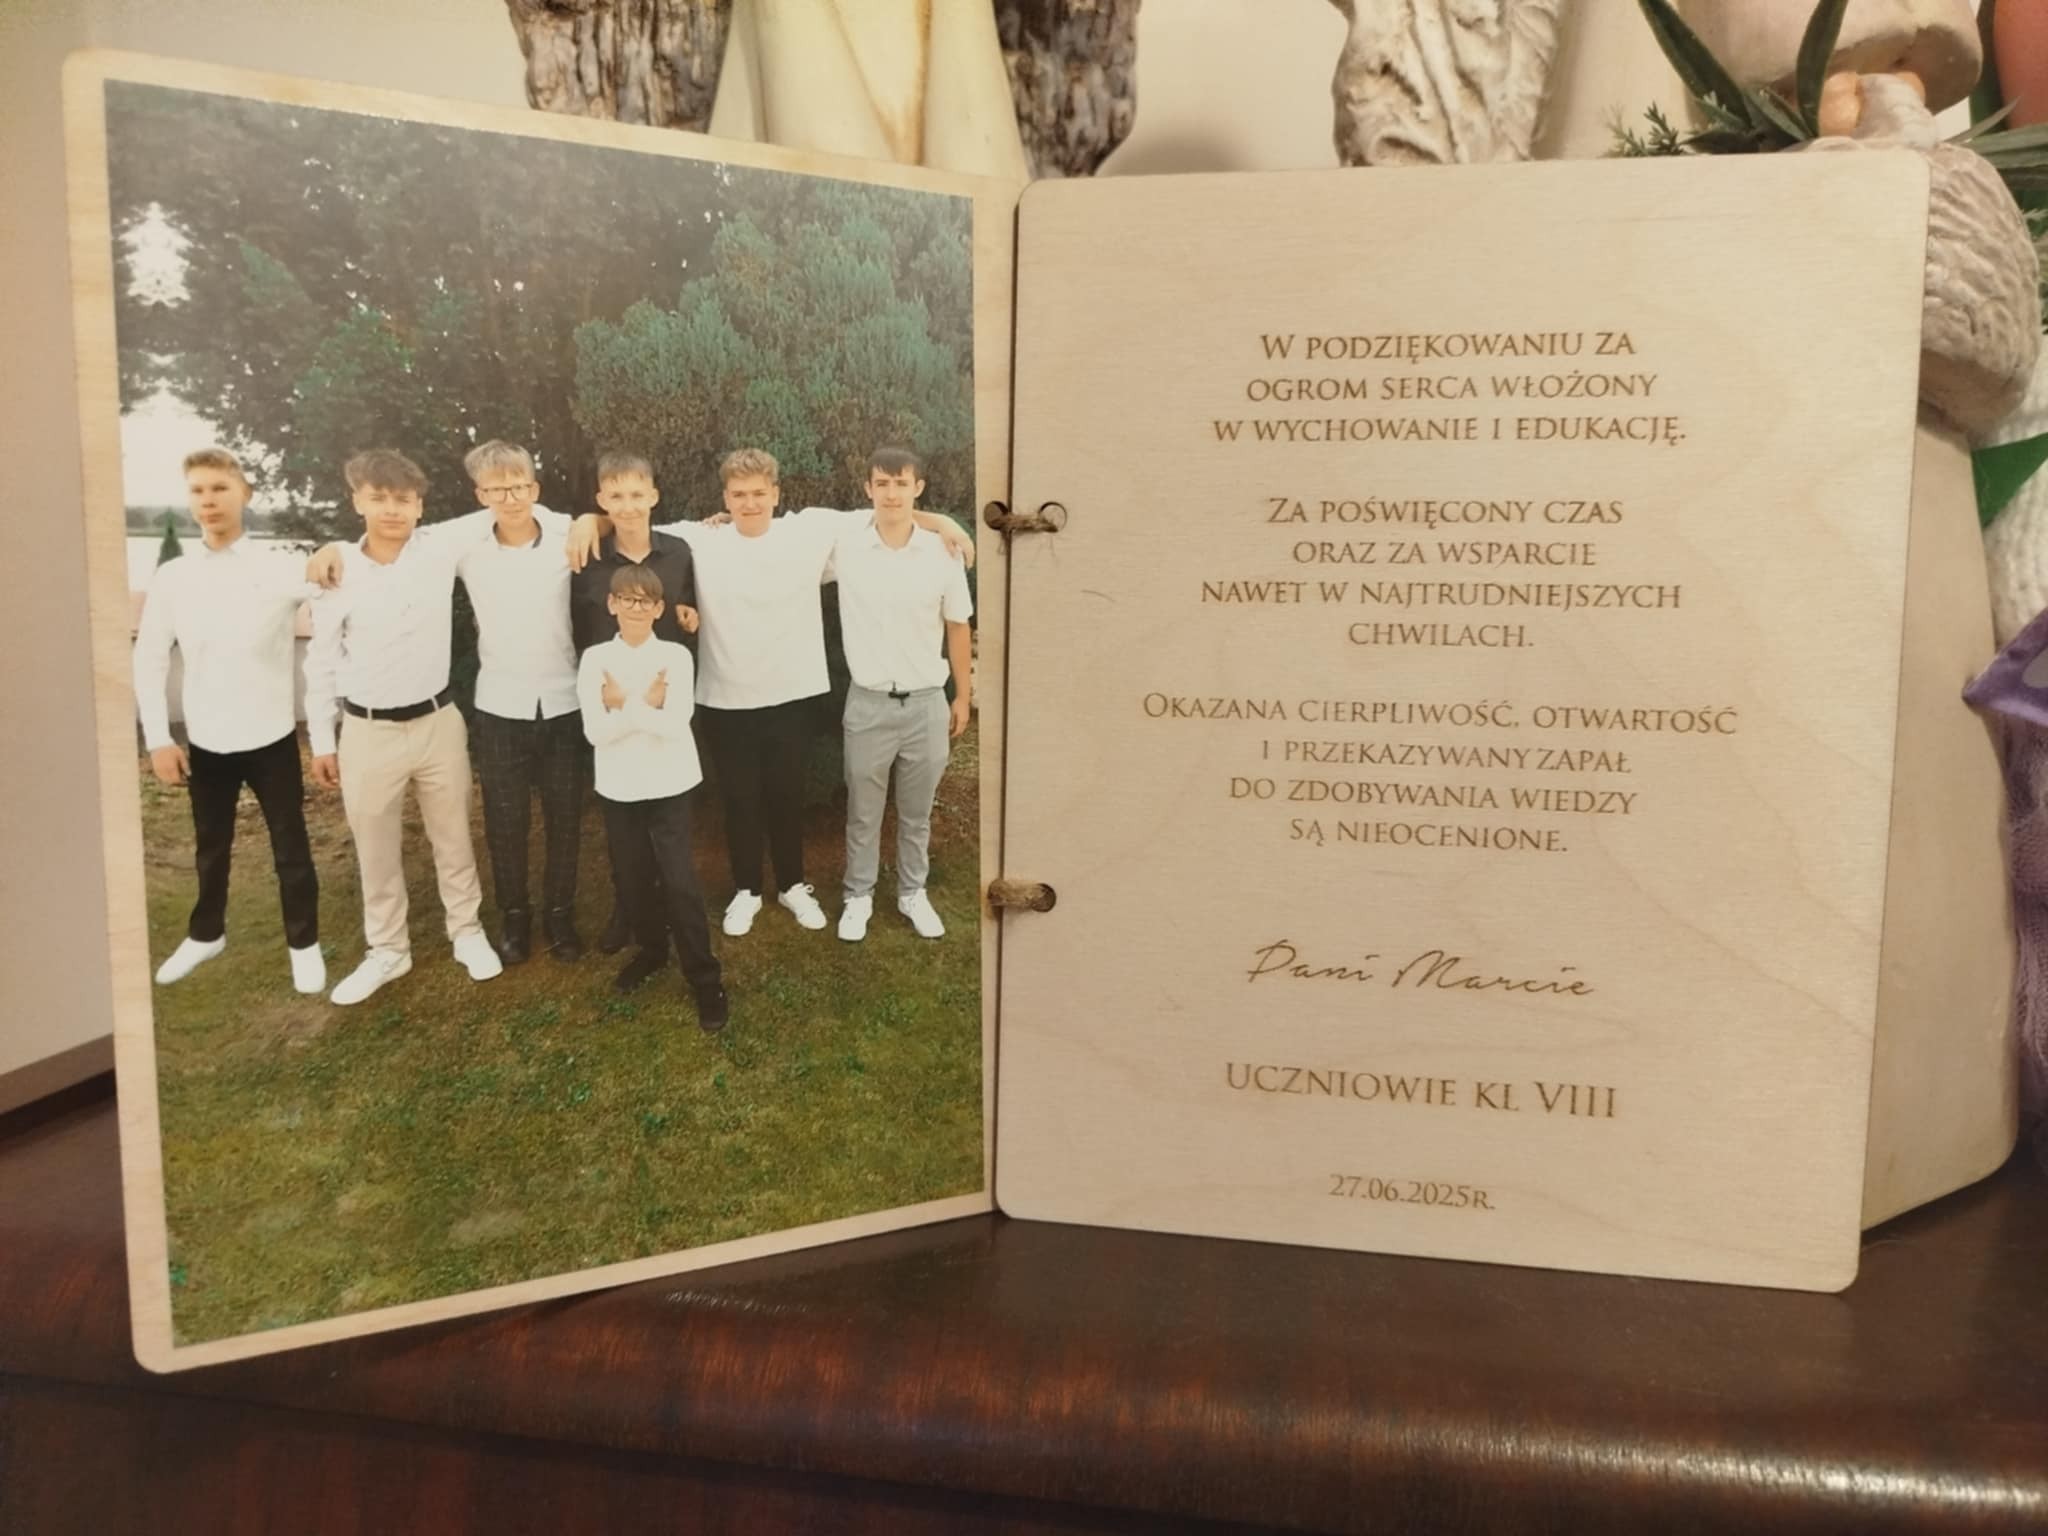 W PODZIĘKOWANIU ZA
OGROM SERCA WŁOŻONY
W WYCHOWANIE I EDUKACJĘ.
ZA POŚWIĘCONY CZAS
ORAZ ZA WSPARCIE
NAWET W NAJTRUDNIEJSZYCH
CHWILACH.
OKAZANA CIERPLIWOŚĆ, OTWARTOŚĆ
I PRZEKAZYWANY ZAPAŁ
DO ZDOBYWANIA WIEDZY
SĄ NIEOCENIONE.
Pani Marcie
UCZNIOWIE KL VIII
27.06.2025R.